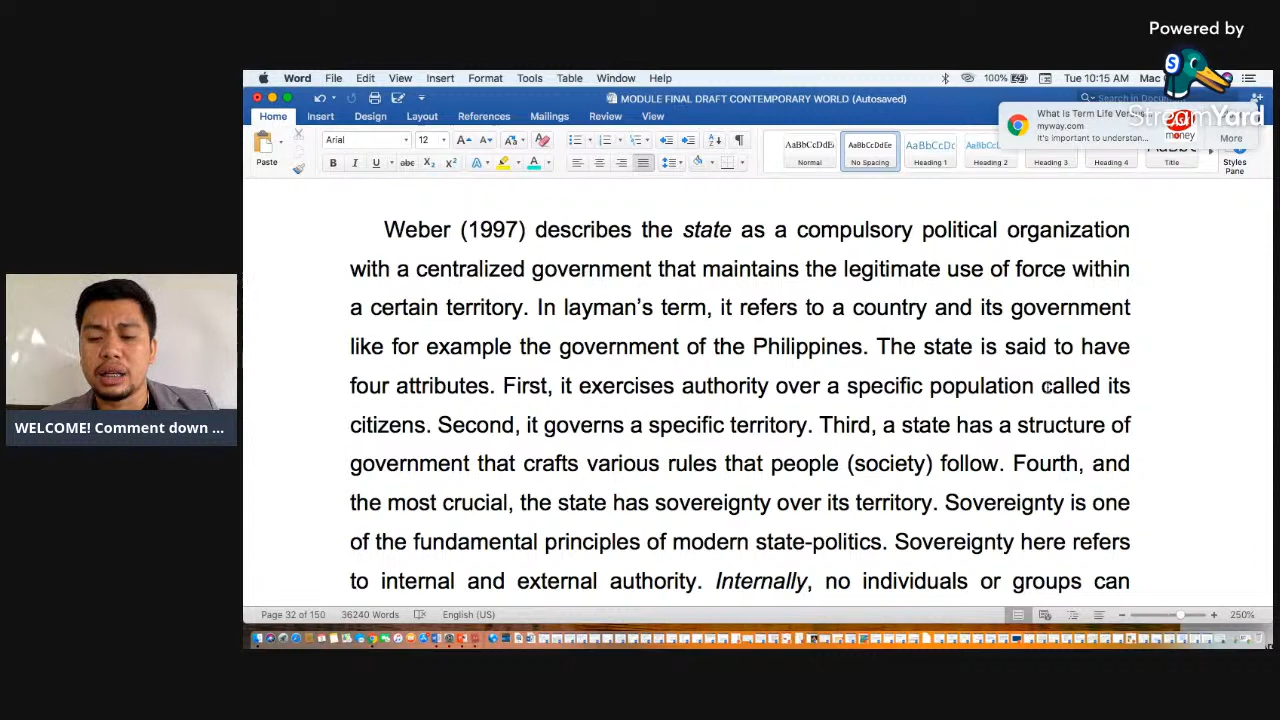 Powered by
StreamYard
Word File Edit View Insert Format Tools Table Window Help
100% Tue 10:15 AM Mac
MODULE FINAL DRAFT CONTEMPORARY WORLD (Autosaved)
Home Insert Design Layout References Mailings Review View
What Is Term Life
myway.com
It's important to understan...
money
More
Paste
Arial 12
AaBbCcDdEe Normal
AaBbCcDdEe No Spacing
AaBbCcDc Heading 1
Heading 2
Heading 3
Heading 4
Title
Styles Pane
Weber (1997) describes the state as a compulsory political organization
with a centralized government that maintains the legitimate use of force within
a certain territory. In layman’s term, it refers to a country and its government
like for example the government of the Philippines. The state is said to have
four attributes. First, it exercises authority over a specific population called its
citizens. Second, it governs a specific territory. Third, a state has a structure of
government that crafts various rules that people (society) follow. Fourth, and
the most crucial, the state has sovereignty over its territory. Sovereignty is one
of the fundamental principles of modern state-politics. Sovereignty here refers
to internal and external authority. Internally, no individuals or groups can
WELCOME! Comment down ...
Page 32 of 150 36240 Words English (US) 250%